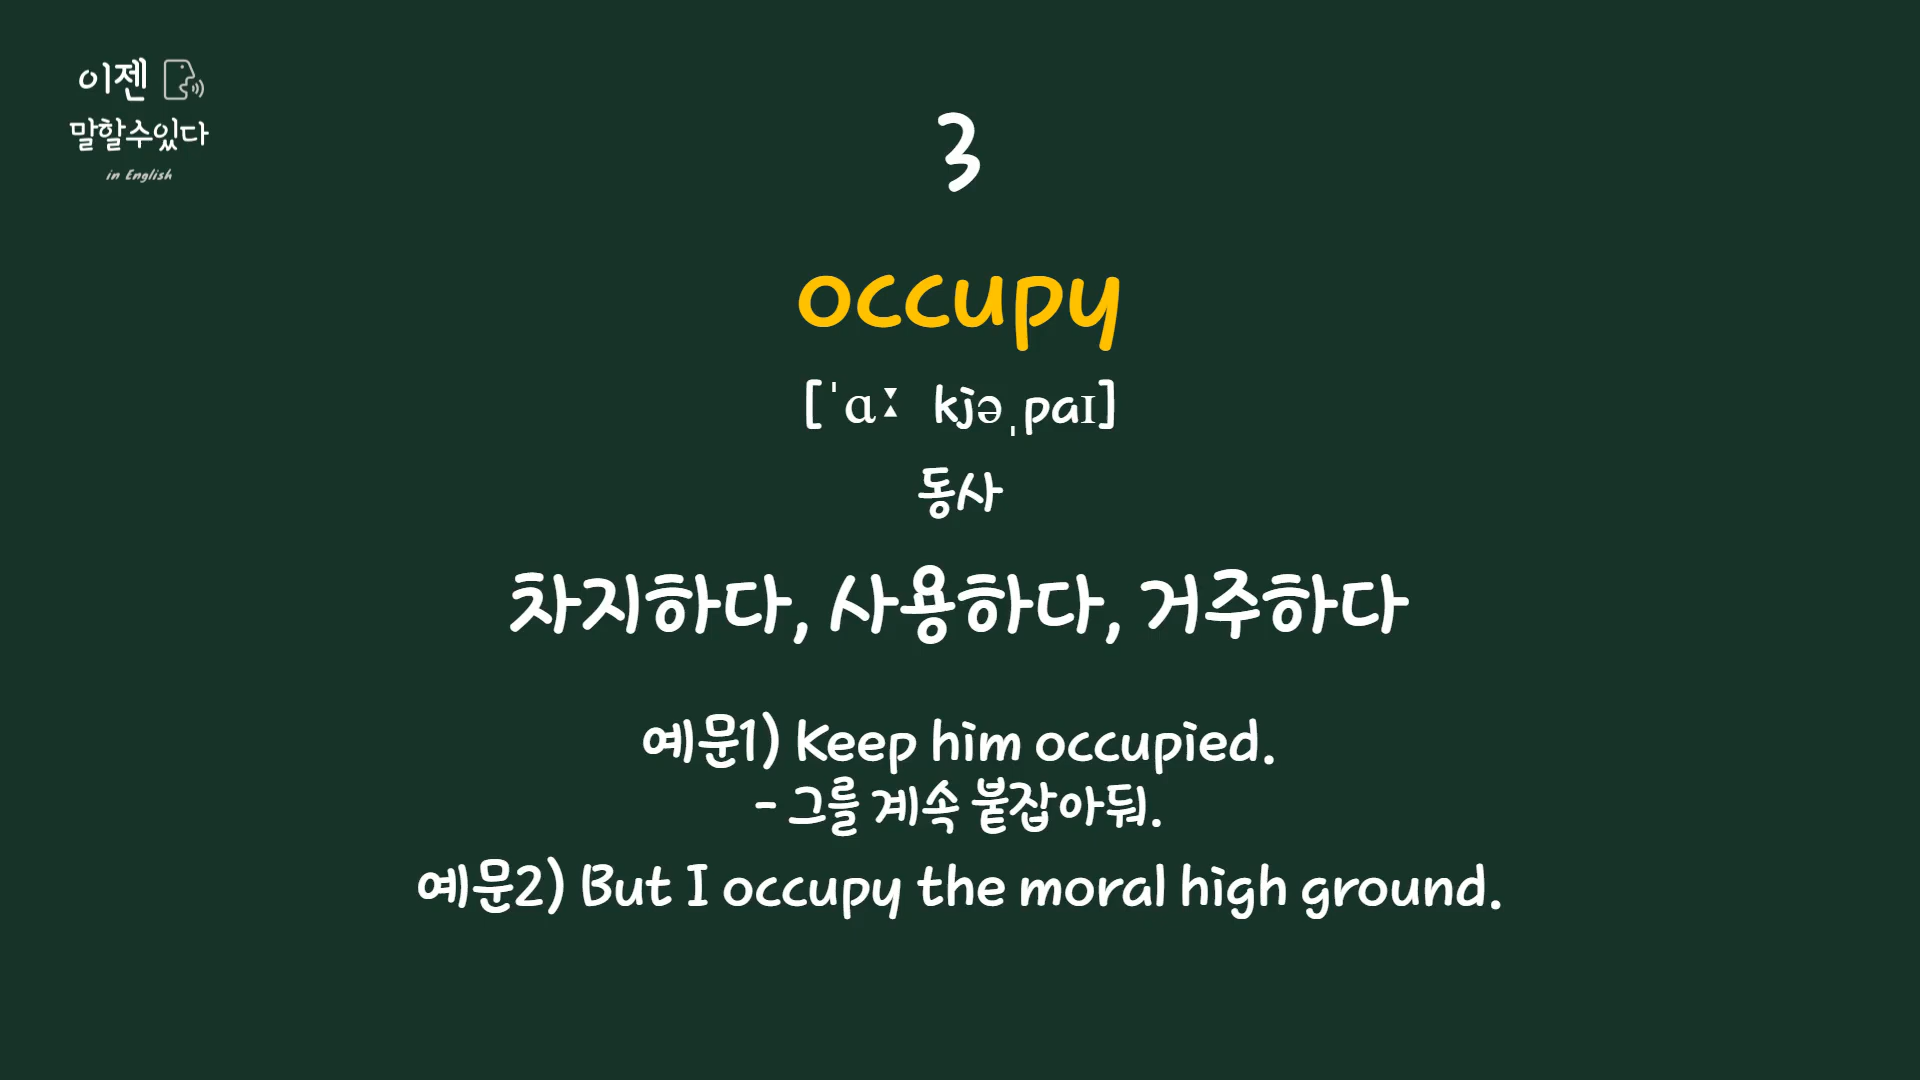 이젠
말할수있다
in English
3
occupy
[ˈɑː kjəˌpaɪ]
동사
차지하다, 사용하다, 거주하다
예문1) Keep him occupied.
- 그를 계속 붙잡아둬.
예문2) But I occupy the moral high ground.